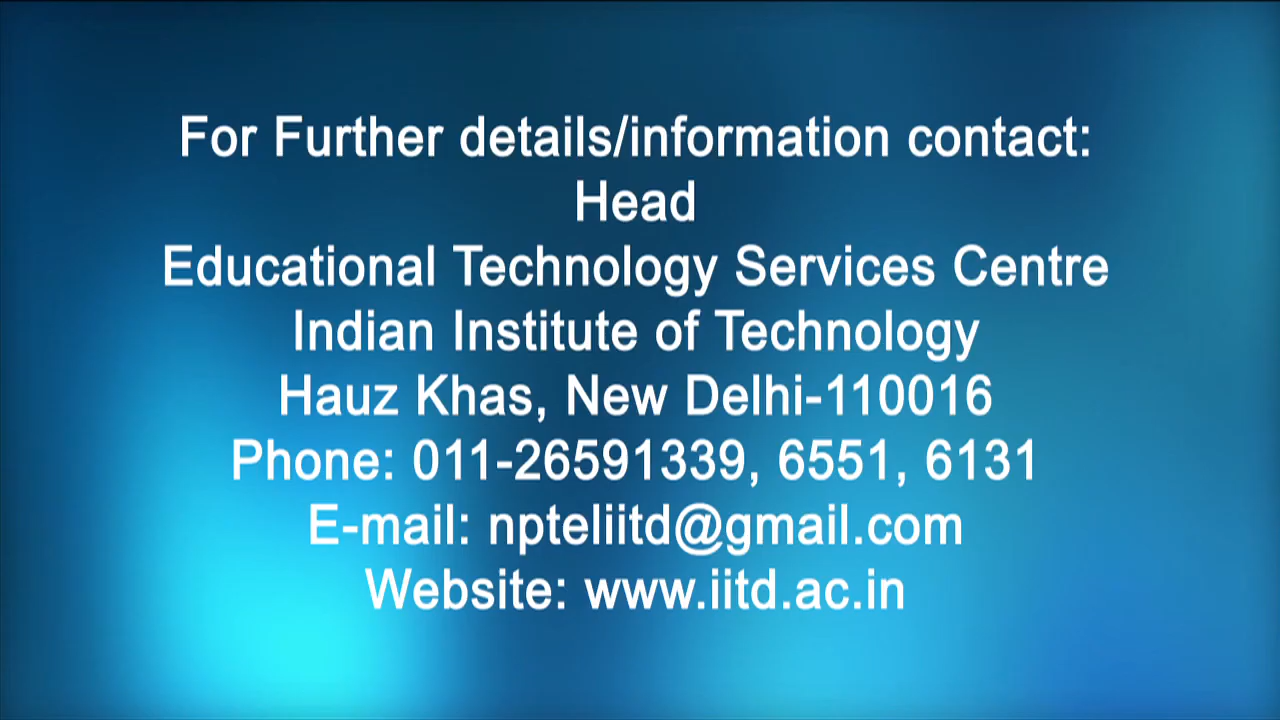 For Further details/information contact:
Head
Educational Technology Services Centre
Indian Institute of Technology
Hauz Khas, New Delhi-110016
Phone: 011-26591339, 6551, 6131
E-mail: npteliitd@gmail.com
Website: www.iitd.ac.in